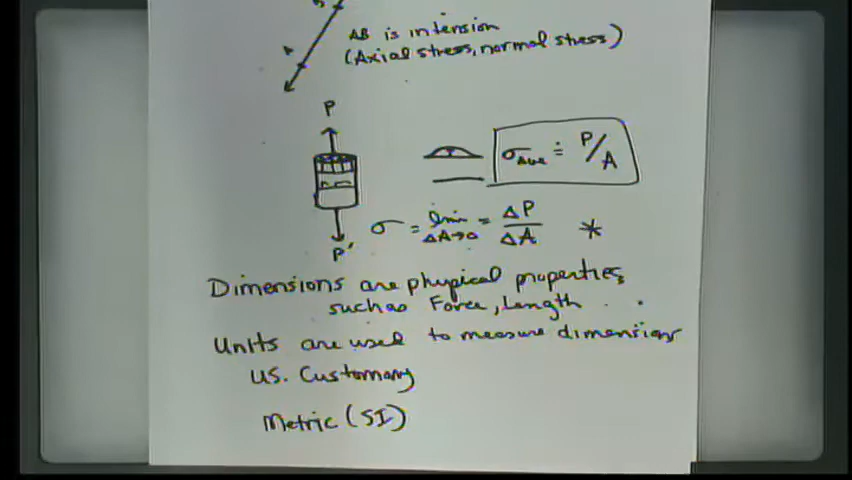 B
AB is in tension
A
(Axial stress, normal stress)
P
σAve = P/A
σ = lim = ΔP
ΔA→0 ΔA *
P'
Dimensions are physical properties,
such as Force, Length . .
Units are used to measure dimensions
US. Customary
Metric (SI)